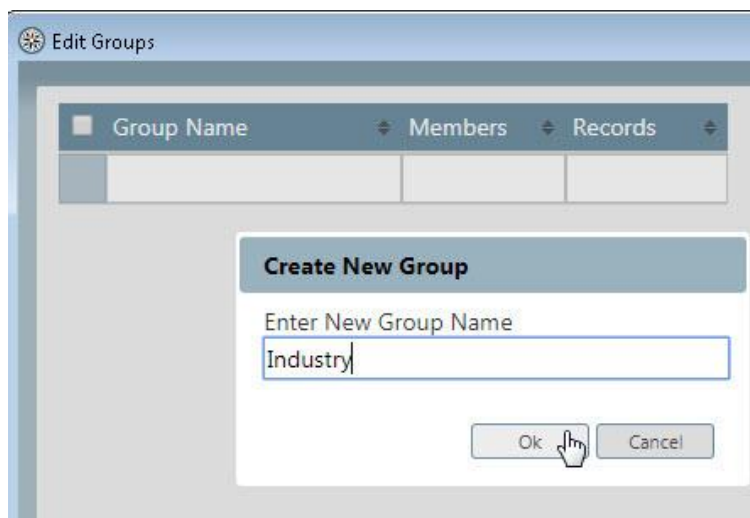 Edit Groups
Group Name Members Records
Create New Group
Enter New Group Name
Industry
Ok Cancel